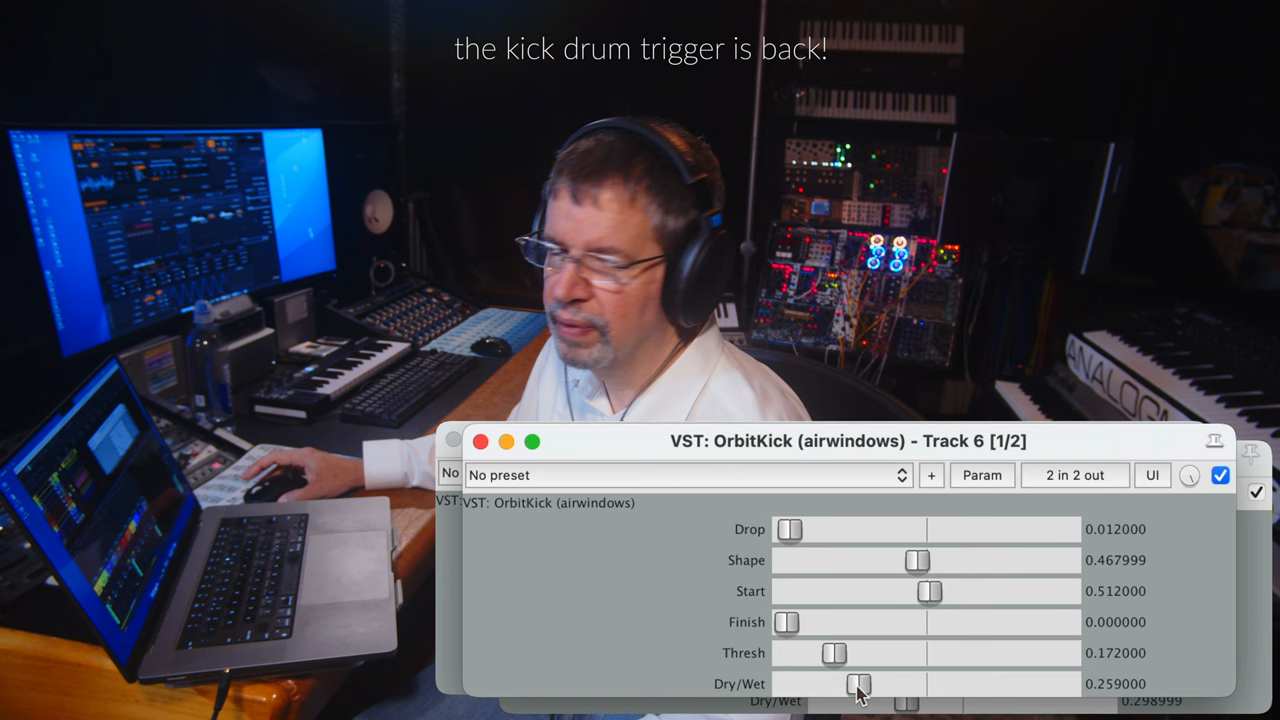 the kick drum trigger is back!
VST: OrbitKick (airwindows) - Track 6 [1/2]
No
No preset
+
Param
2 in 2 out
UI
VST:
VST: OrbitKick (airwindows)
Drop 0.012000
Shape 0.467999
Start 0.512000
Finish 0.000000
Thresh 0.172000
Dry/Wet 0.259000
Dry/Wet 0.298999
ANALOG